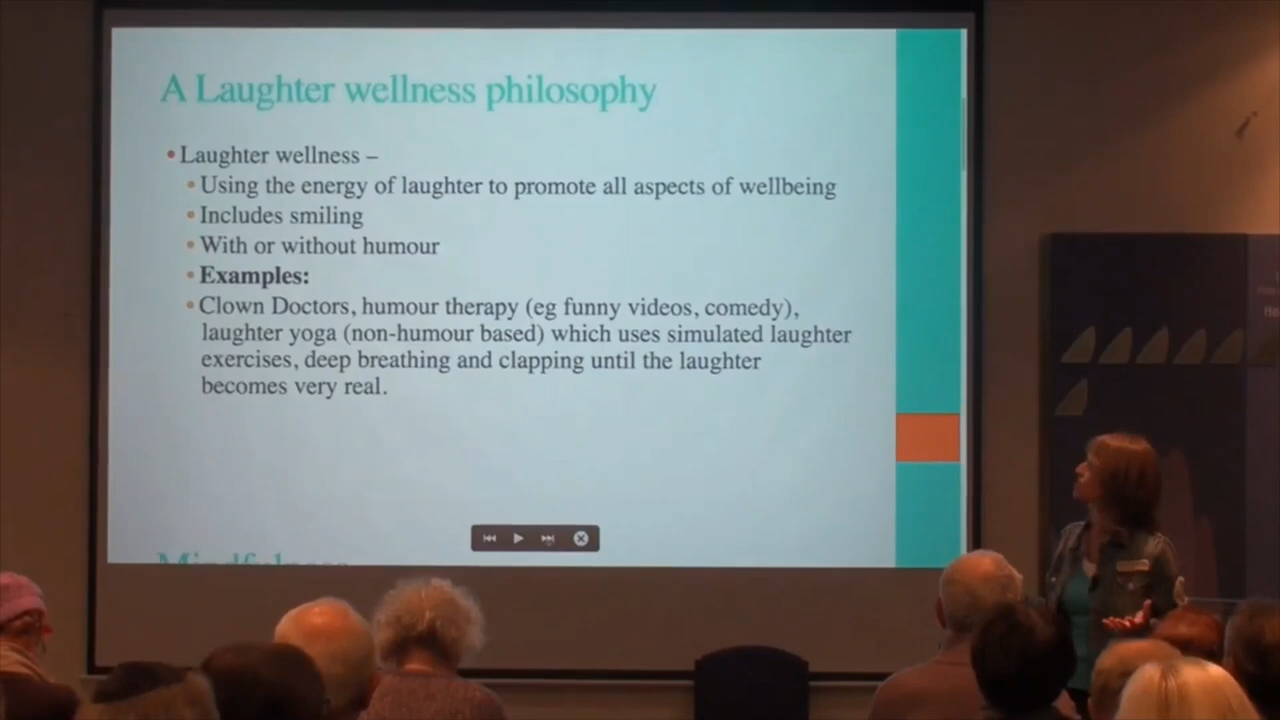 A Laughter wellness philosophy
• Laughter wellness –
• Using the energy of laughter to promote all aspects of wellbeing
• Includes smiling
• With or without humour
• Examples:
• Clown Doctors, humour therapy (eg funny videos, comedy),
laughter yoga (non-humour based) which uses simulated laughter
exercises, deep breathing and clapping until the laughter
becomes very real.
Mindfulness